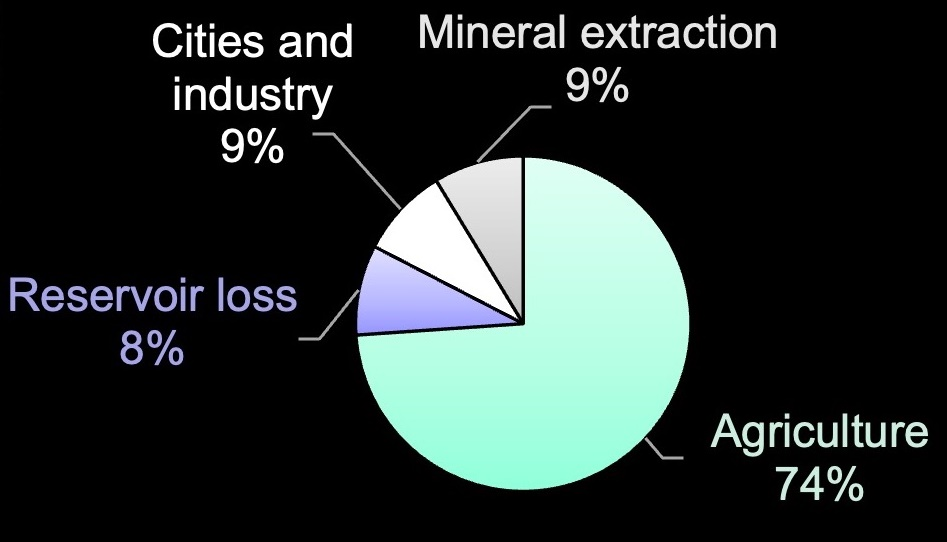 Cities and
industry
9%
Mineral extraction
9%
Reservoir loss
8%
Agriculture
74%